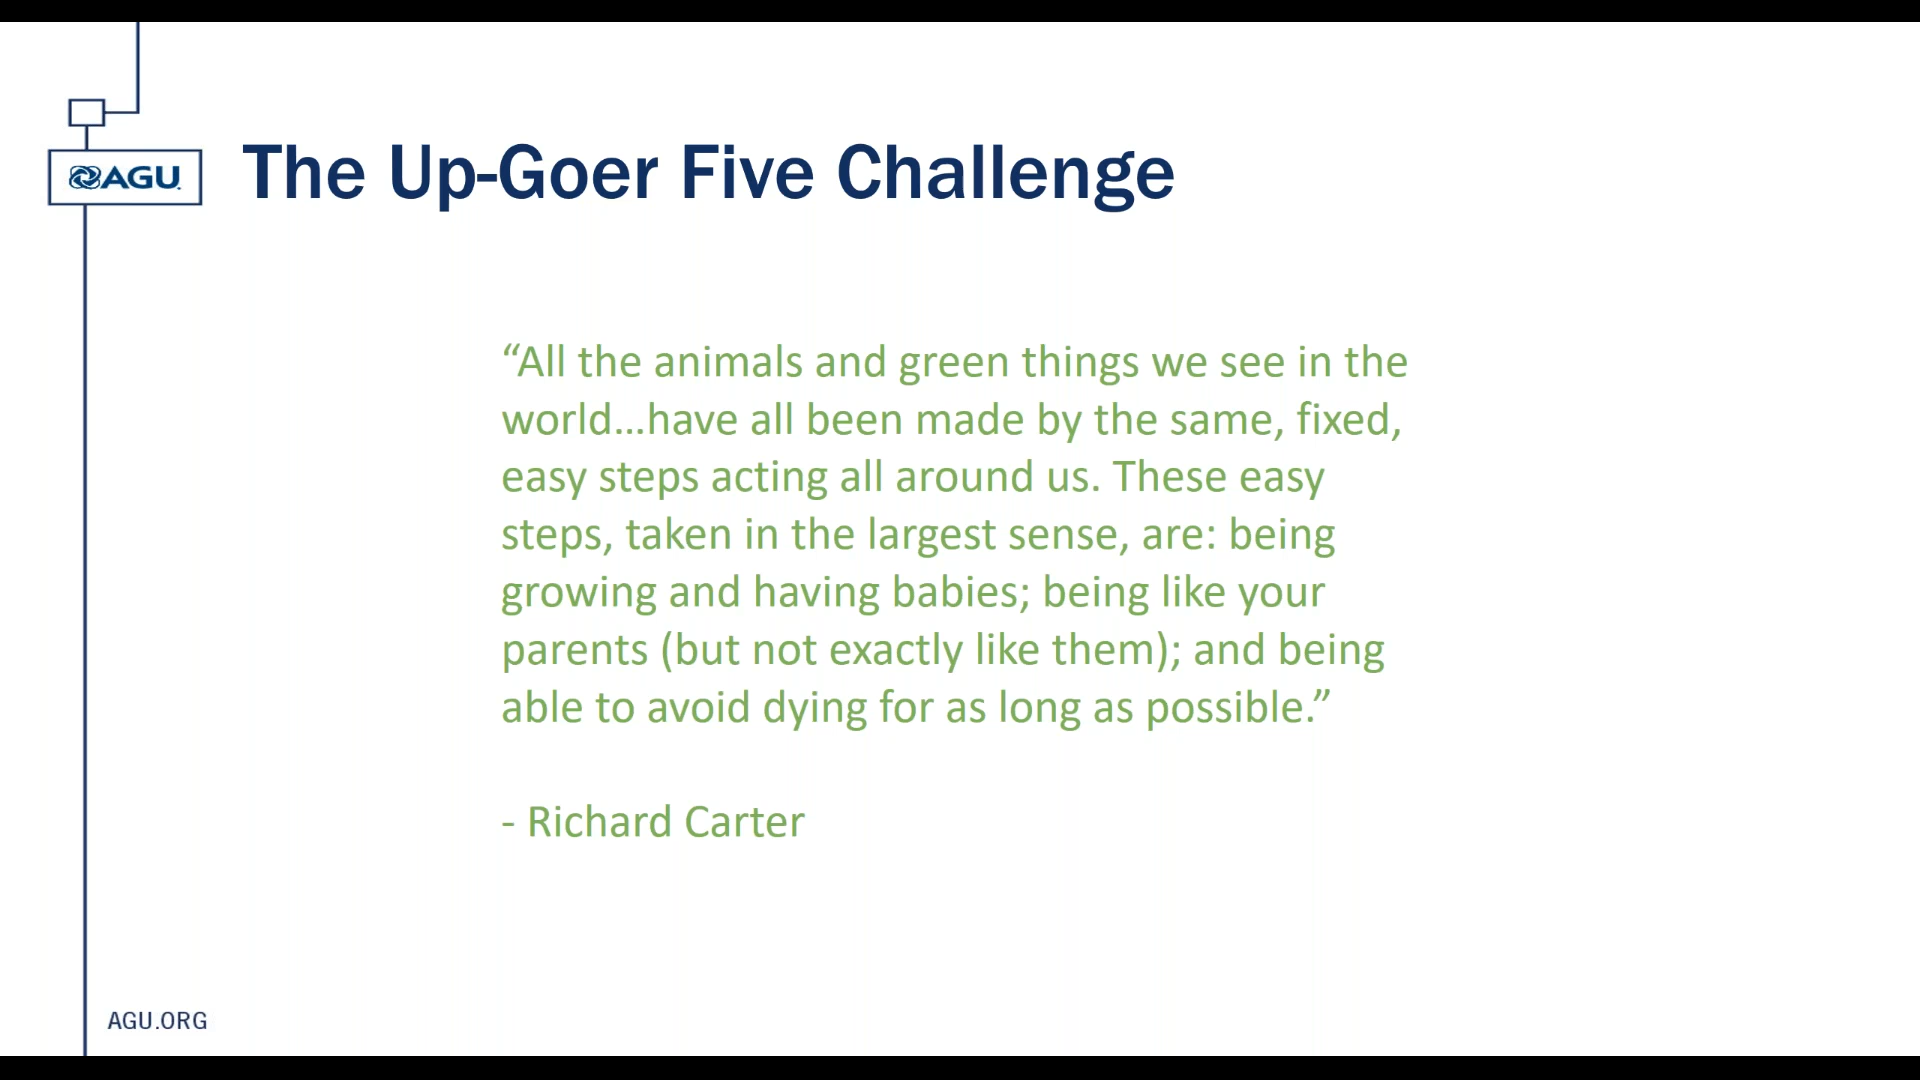 AGU
The Up-Goer Five Challenge
“All the animals and green things we see in the
world…have all been made by the same, fixed,
easy steps acting all around us. These easy
steps, taken in the largest sense, are: being
growing and having babies; being like your
parents (but not exactly like them); and being
able to avoid dying for as long as possible.”
- Richard Carter
AGU.ORG